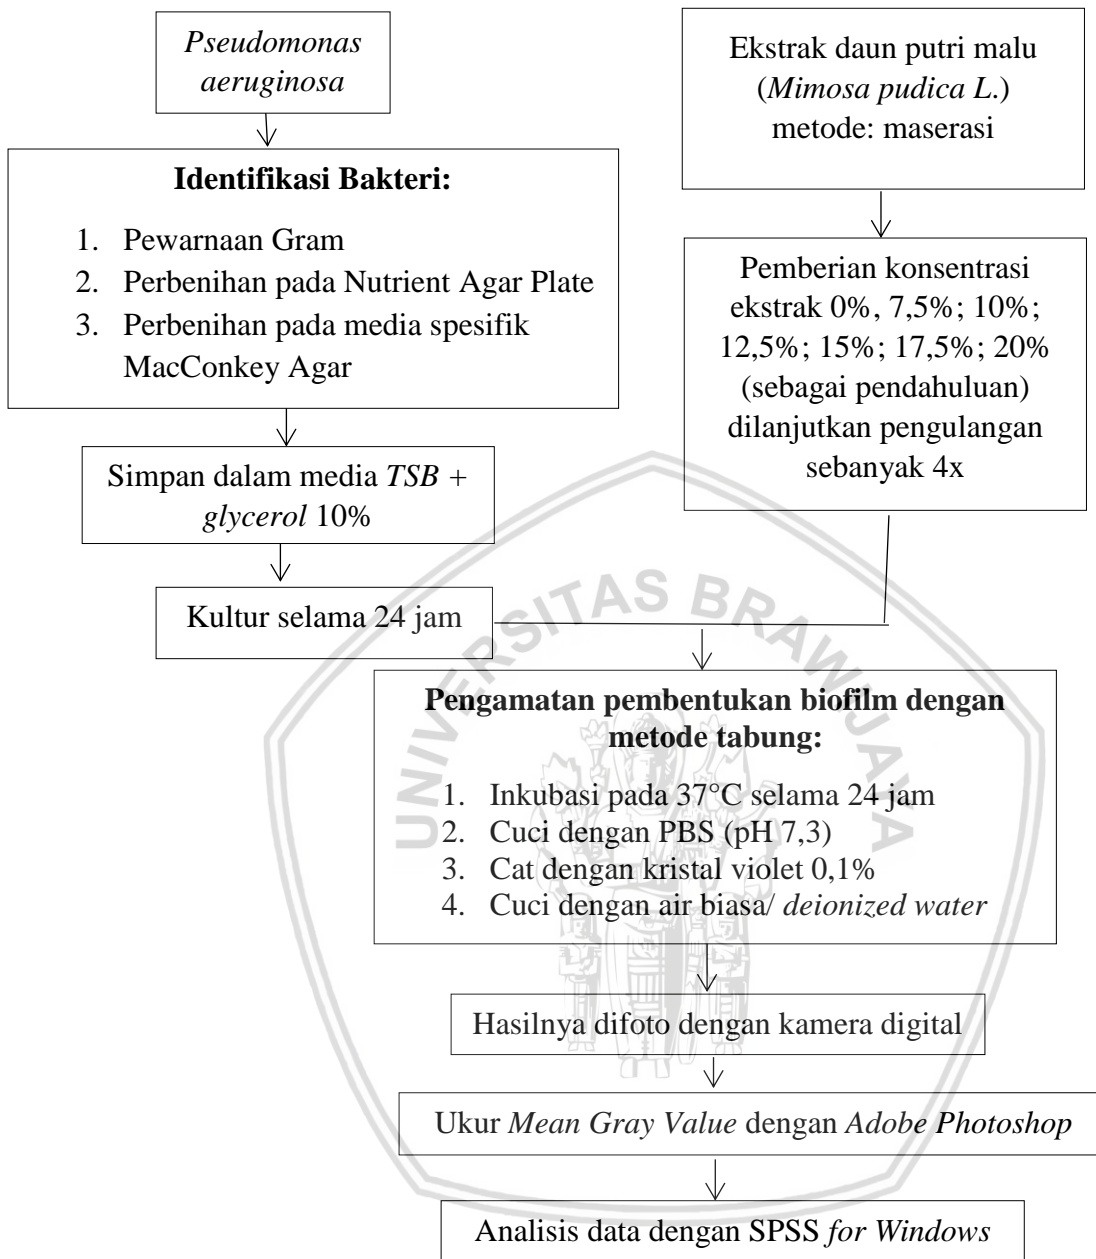 Pseudomonas
aeruginosa
Identifikasi Bakteri:
1. Pewarnaan Gram
2. Perbenihan pada Nutrient Agar Plate
3. Perbenihan pada media spesifik
MacConkey Agar
Simpan dalam media TSB +
glycerol 10%
Kultur selama 24 jam
Ekstrak daun putri malu
(Mimosa pudica L.)
metode: maserasi
Pemberian konsentrasi
ekstrak 0%, 7,5%; 10%;
12,5%; 15%; 17,5%; 20%
(sebagai pendahuluan)
dilanjutkan pengulangan
sebanyak 4x
Pengamatan pembentukan biofilm dengan
metode tabung:
1. Inkubasi pada 37°C selama 24 jam
2. Cuci dengan PBS (pH 7,3)
3. Cat dengan kristal violet 0,1%
4. Cuci dengan air biasa/ deionized water
Hasilnya difoto dengan kamera digital
Ukur Mean Gray Value dengan Adobe Photoshop
Analisis data dengan SPSS for Windows
UNIVERSITAS BRAWIJAYA